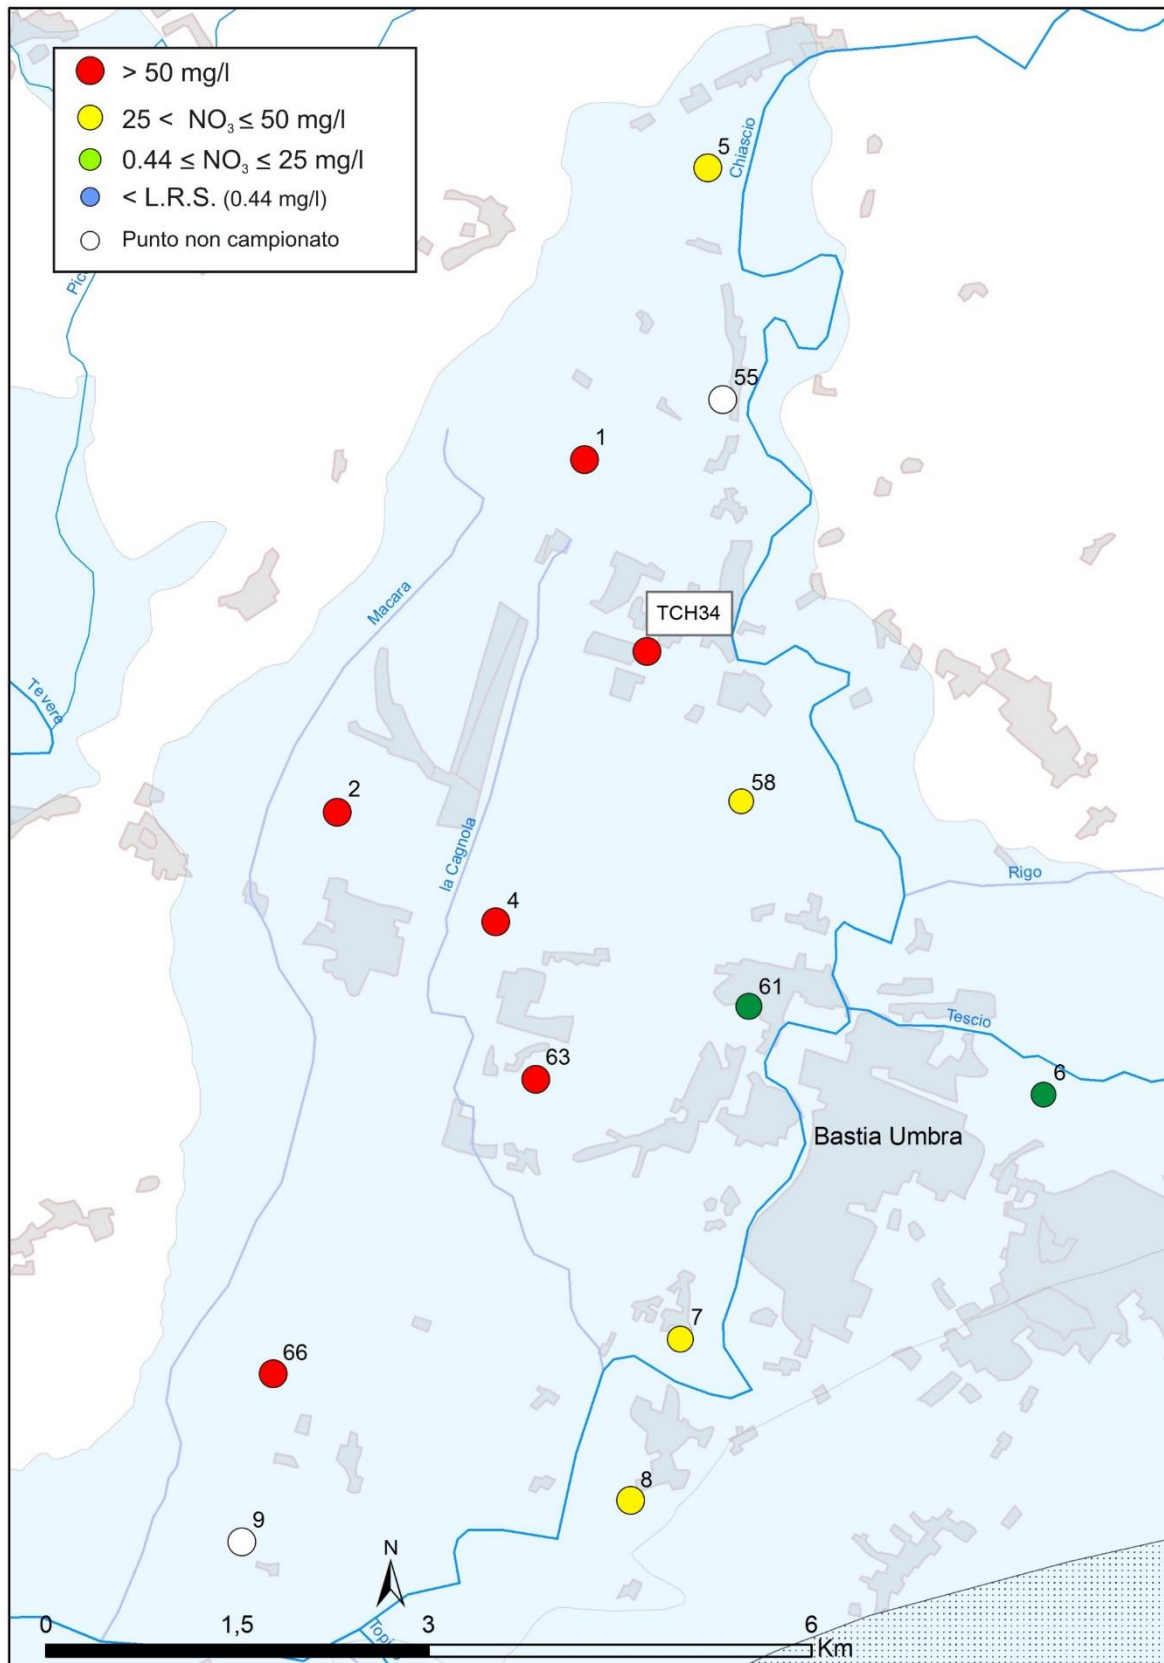 > 50 mg/l
25 < NO₃ ≤ 50 mg/l
0.44 ≤ NO₃ ≤ 25 mg/l
< L.R.S. (0.44 mg/l)
Punto non campionato
5
Chiascio
55
1
Macara
TCH34
Tevere
58
2
la Cagnola
Rigo
4
61
Tescio
63
6
Bastia Umbra
7
66
8
9
N
0 1,5 3 6
Km